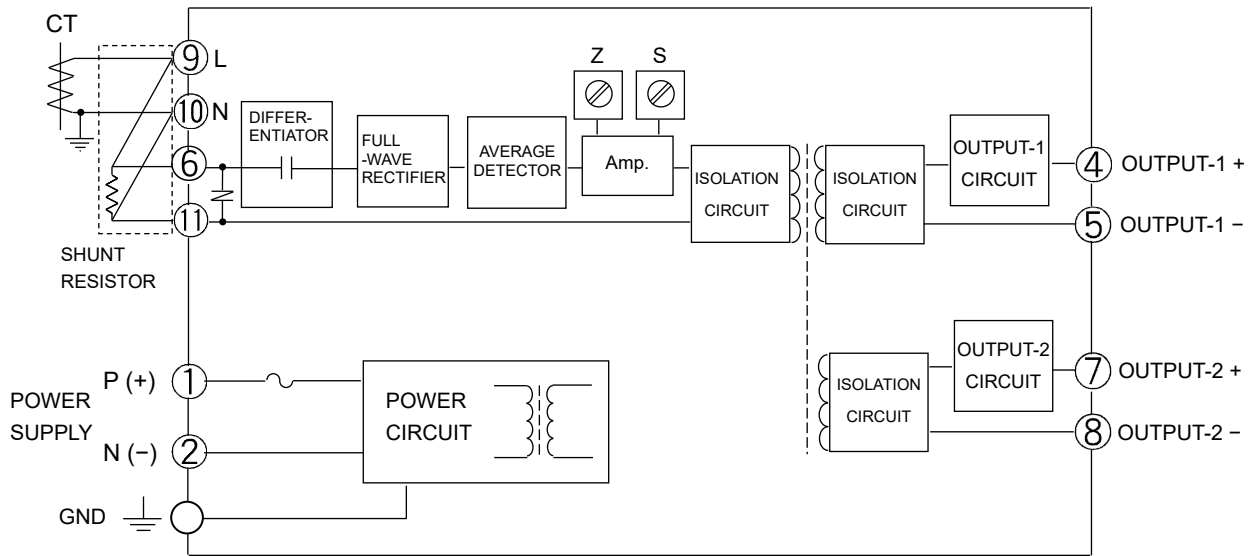 CT
9 L
10 N
6
11
SHUNT
RESISTOR
DIFFER-
ENTIATOR
FULL
-WAVE
RECTIFIER
AVERAGE
DETECTOR
Z
S
Amp.
ISOLATION
CIRCUIT
ISOLATION
CIRCUIT
OUTPUT-1
CIRCUIT
4 OUTPUT-1 +
5 OUTPUT-1 −
POWER
SUPPLY
P (+) 1
N (−) 2
GND
POWER
CIRCUIT
ISOLATION
CIRCUIT
OUTPUT-2
CIRCUIT
7 OUTPUT-2 +
8 OUTPUT-2 −